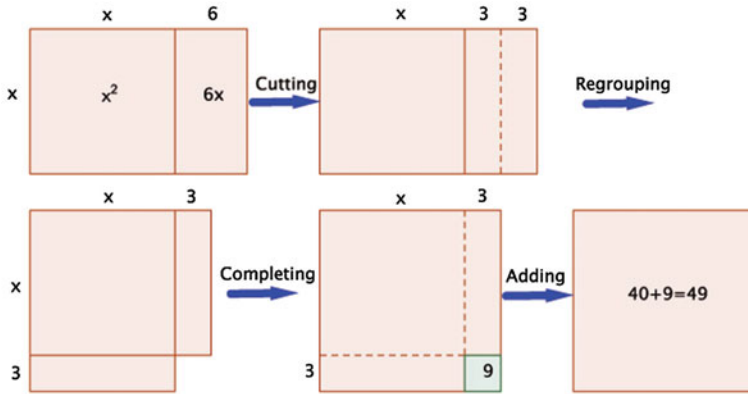 x 6
x x² 6x
Cutting
x 3 3
Regrouping
x 3
x
3
Completing
x 3
3 9
Adding
40+9=49